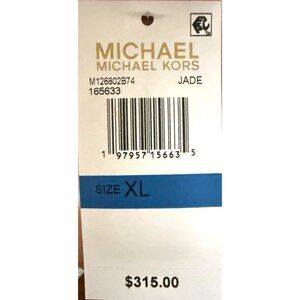 MICHAEL
MICHAEL KORS
M126802B74 JADE
165633
1 97957 15663 5
SIZE XL
$315.00